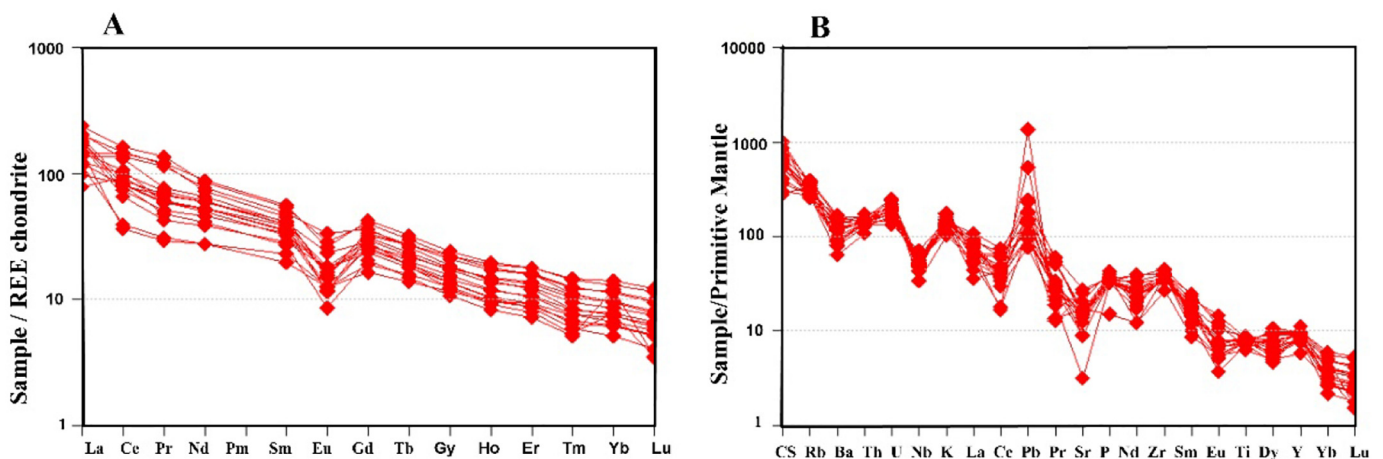 A
Sample / REE chondrite
1000
100
10
1
La Ce Pr Nd Pm Sm Eu Gd Tb Gy Ho Er Tm Yb Lu
B
Sample/Primitive Mantle
10000
1000
100
10
1
CS Rb Ba Th U Nb K La Ce Pb Pr Sr P Nd Zr Sm Eu Ti Dy Y Yb Lu